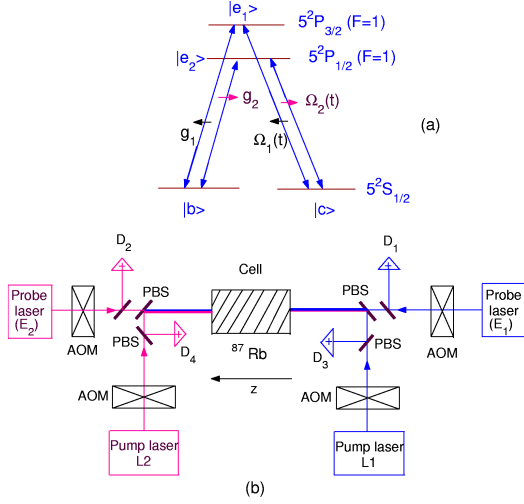 |e₁> 5²P₃/₂ (F=1)
|e₂> 5²P₁/₂ (F=1)
g₂ Ω₂(t)
g₁ Ω₁(t) (a)
|b> |c> 5²S₁/₂
D₂ D₁
Cell
Probe laser (E₂) PBS PBS Probe laser (E₁)
AOM PBS D₄ ⁸⁷Rb D₃ PBS AOM
z
AOM AOM
Pump laser L2 Pump laser L1
(b)